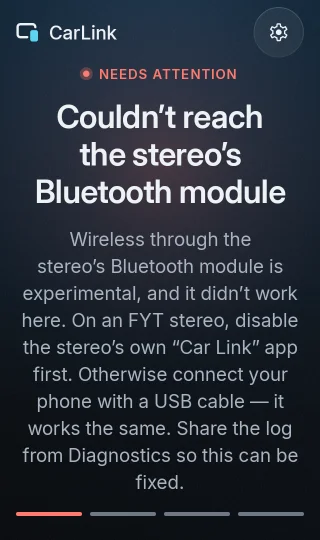 CarLink
NEEDS ATTENTION
Couldn’t reach
the stereo’s
Bluetooth module
Wireless through the
stereo’s Bluetooth module is
experimental, and it didn’t work
here. On an FYT stereo, disable
the stereo’s own “Car Link” app
first. Otherwise connect your
phone with a USB cable — it
works the same. Share the log
from Diagnostics so this can be
fixed.